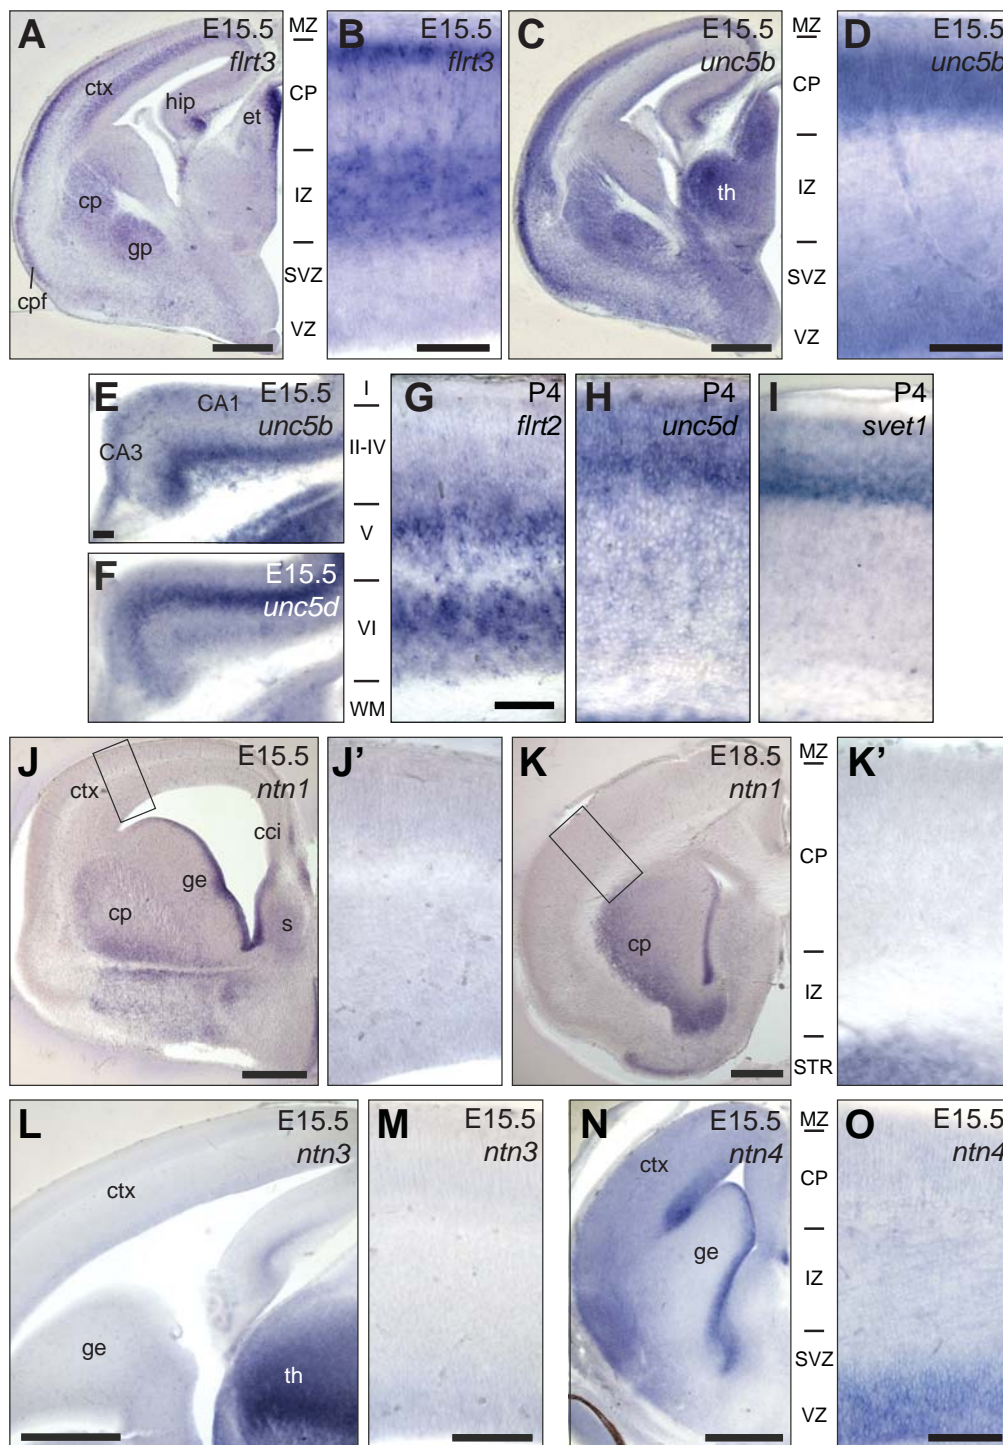 A
E15.5
flrt3
ctx
hip
et
cp
gp
cpf
MZ
CP
IZ
SVZ
VZ
B
E15.5
flrt3
C
E15.5
unc5b
th
MZ
CP
IZ
SVZ
VZ
D
E15.5
unc5b
E
E15.5
unc5b
CA1
CA3
F
E15.5
unc5d
I
II-IV
V
VI
WM
G
P4
flrt2
H
P4
unc5d
I
P4
svet1
J
E15.5
ntn1
ctx
cci
ge
cp
s
J’
K
E18.5
ntn1
cp
MZ
CP
IZ
STR
K’
L
E15.5
ntn3
ctx
ge
th
M
E15.5
ntn3
N
E15.5
ntn4
ctx
ge
MZ
CP
IZ
SVZ
VZ
O
E15.5
ntn4